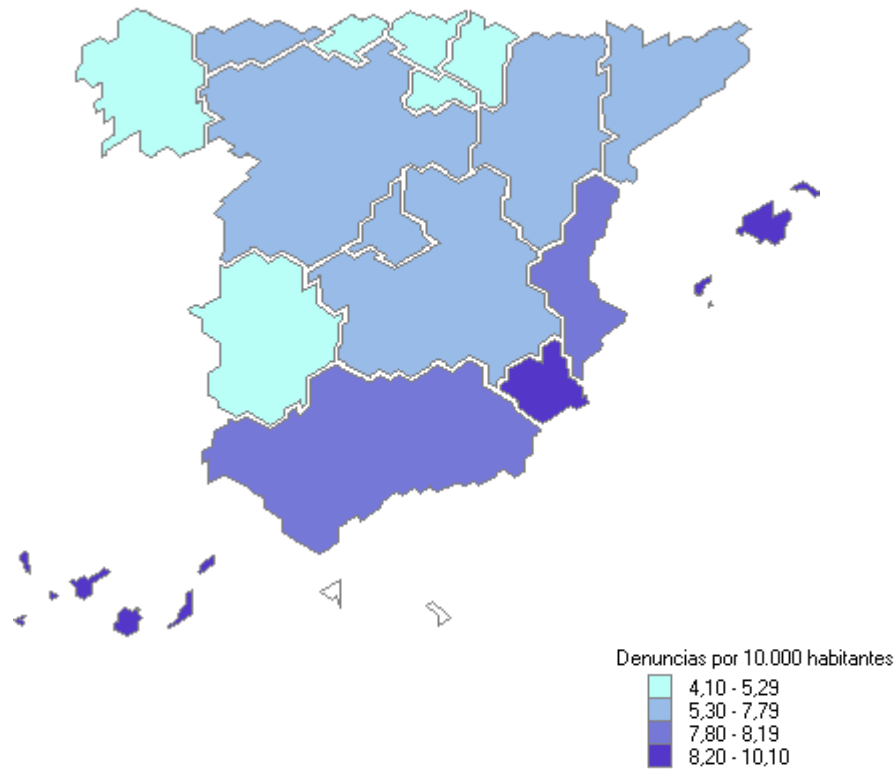 Denuncias por 10.000 habitantes
4,10 - 5,29
5,30 - 7,79
7,80 - 8,19
8,20 - 10,10